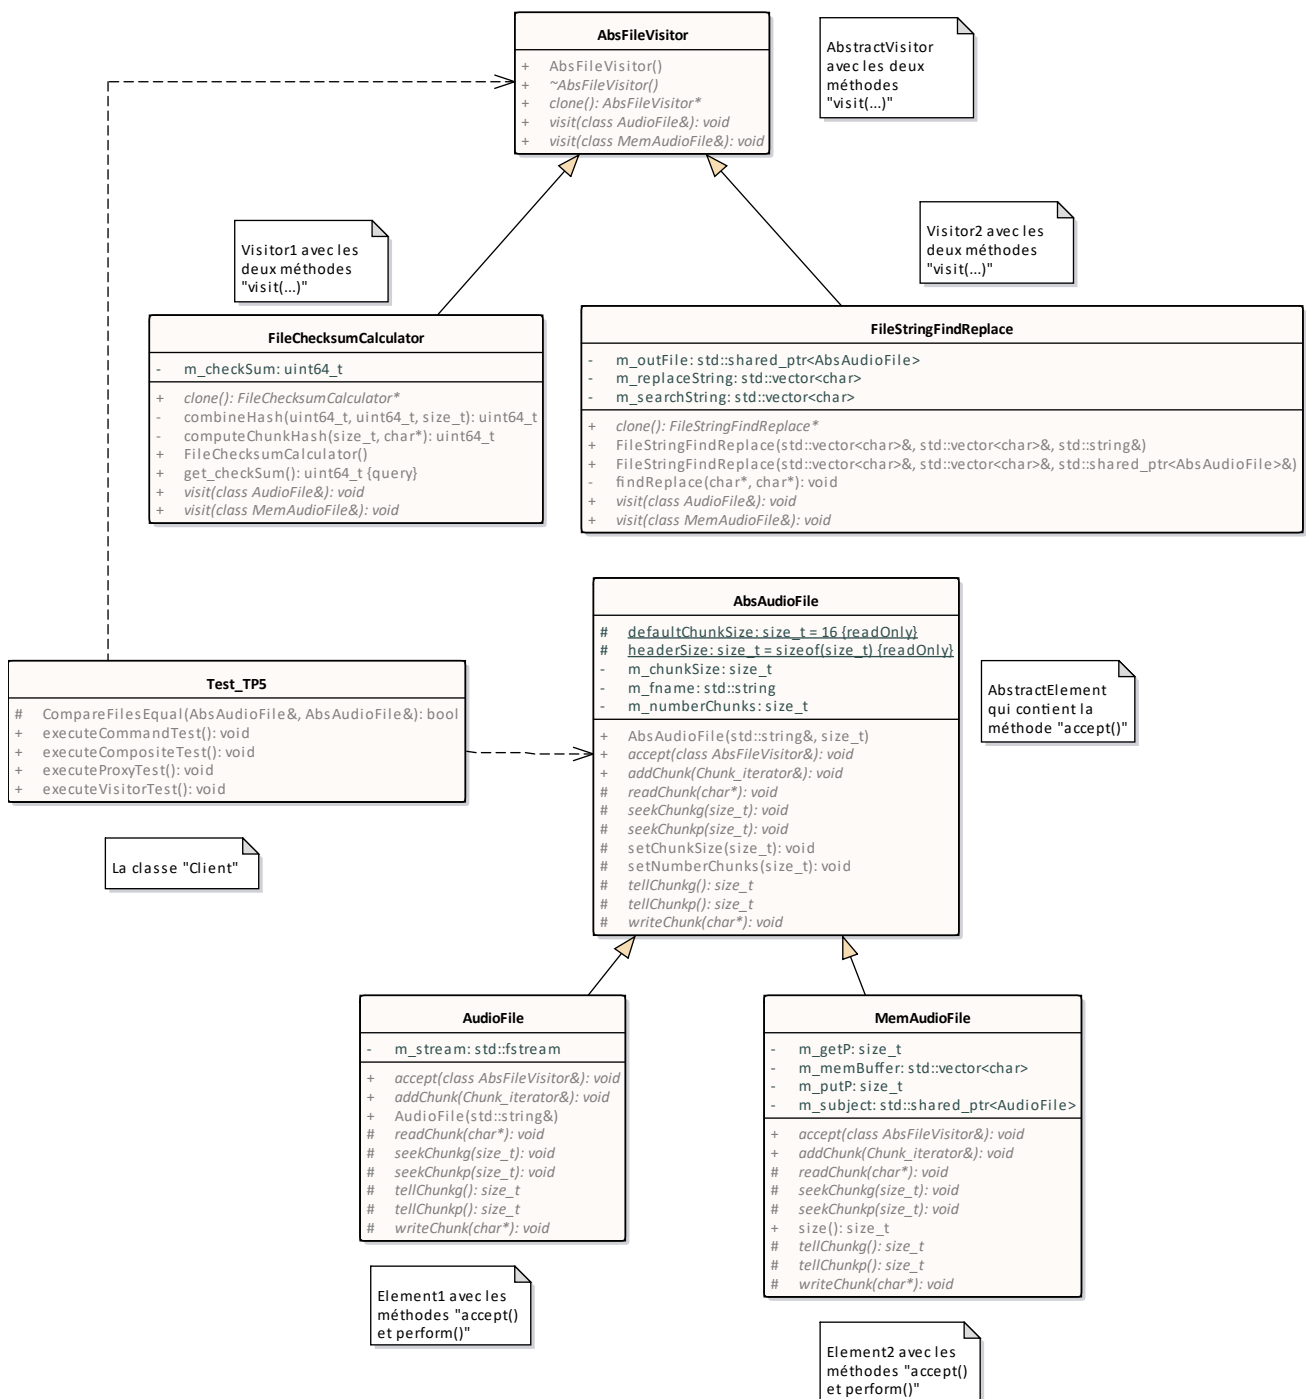 AbsFileVisitor
+ AbsFileVisitor()
+ ~AbsFileVisitor()
+ clone(): AbsFileVisitor*
+ visit(class AudioFile&): void
+ visit(class MemAudioFile&): void
AbstractVisitor
avec les deux
méthodes
"visit(...)"
Visitor1 avec les
deux méthodes
"visit(...)"
Visitor2 avec les
deux méthodes
"visit(...)"
FileChecksumCalculator
- m_checkSum: uint64_t
+ clone(): FileChecksumCalculator*
- combineHash(uint64_t, uint64_t, size_t): uint64_t
- computeChunkHash(size_t, char*): uint64_t
+ FileChecksumCalculator()
+ get_checkSum(): uint64_t {query}
+ visit(class AudioFile&): void
+ visit(class MemAudioFile&): void
FileStringFindReplace
- m_outFile: std::shared_ptr<AbsAudioFile>
- m_replaceString: std::vector<char>
- m_searchString: std::vector<char>
+ clone(): FileStringFindReplace*
+ FileStringFindReplace(std::vector<char>&, std::vector<char>&, std::string&)
+ FileStringFindReplace(std::vector<char>&, std::vector<char>&, std::shared_ptr<AbsAudioFile>&)
- findReplace(char*, char*): void
+ visit(class AudioFile&): void
+ visit(class MemAudioFile&): void
Test_TP5
# CompareFilesEqual(AbsAudioFile&, AbsAudioFile&): bool
+ executeCommandTest(): void
+ executeCompositeTest(): void
+ executeProxyTest(): void
+ executeVisitorTest(): void
La classe "Client"
AbsAudioFile
# defaultChunkSize: size_t = 16 {readOnly}
# headerSize: size_t = sizeof(size_t) {readOnly}
- m_chunkSize: size_t
- m_fname: std::string
- m_numberChunks: size_t
+ AbsAudioFile(std::string&, size_t)
+ accept(class AbsFileVisitor&): void
+ addChunk(Chunk_iterator&): void
# readChunk(char*): void
# seekChunkg(size_t): void
# seekChunkp(size_t): void
# setChunkSize(size_t): void
# setNumberChunks(size_t): void
# tellChunkg(): size_t
# tellChunkp(): size_t
# writeChunk(char*): void
AbstractElement
qui contient la
méthode "accept()"
AudioFile
- m_stream: std::fstream
+ accept(class AbsFileVisitor&): void
+ addChunk(Chunk_iterator&): void
+ AudioFile(std::string&)
# readChunk(char*): void
# seekChunkg(size_t): void
# seekChunkp(size_t): void
# tellChunkg(): size_t
# tellChunkp(): size_t
# writeChunk(char*): void
Element1 avec les
méthodes "accept()
et perform()"
MemAudioFile
- m_getP: size_t
- m_memBuffer: std::vector<char>
- m_putP: size_t
- m_subject: std::shared_ptr<AudioFile>
+ accept(class AbsFileVisitor&): void
+ addChunk(Chunk_iterator&): void
# readChunk(char*): void
# seekChunkg(size_t): void
# seekChunkp(size_t): void
+ size(): size_t
# tellChunkg(): size_t
# tellChunkp(): size_t
# writeChunk(char*): void
Element2 avec les
méthodes "accept()
et perform()"